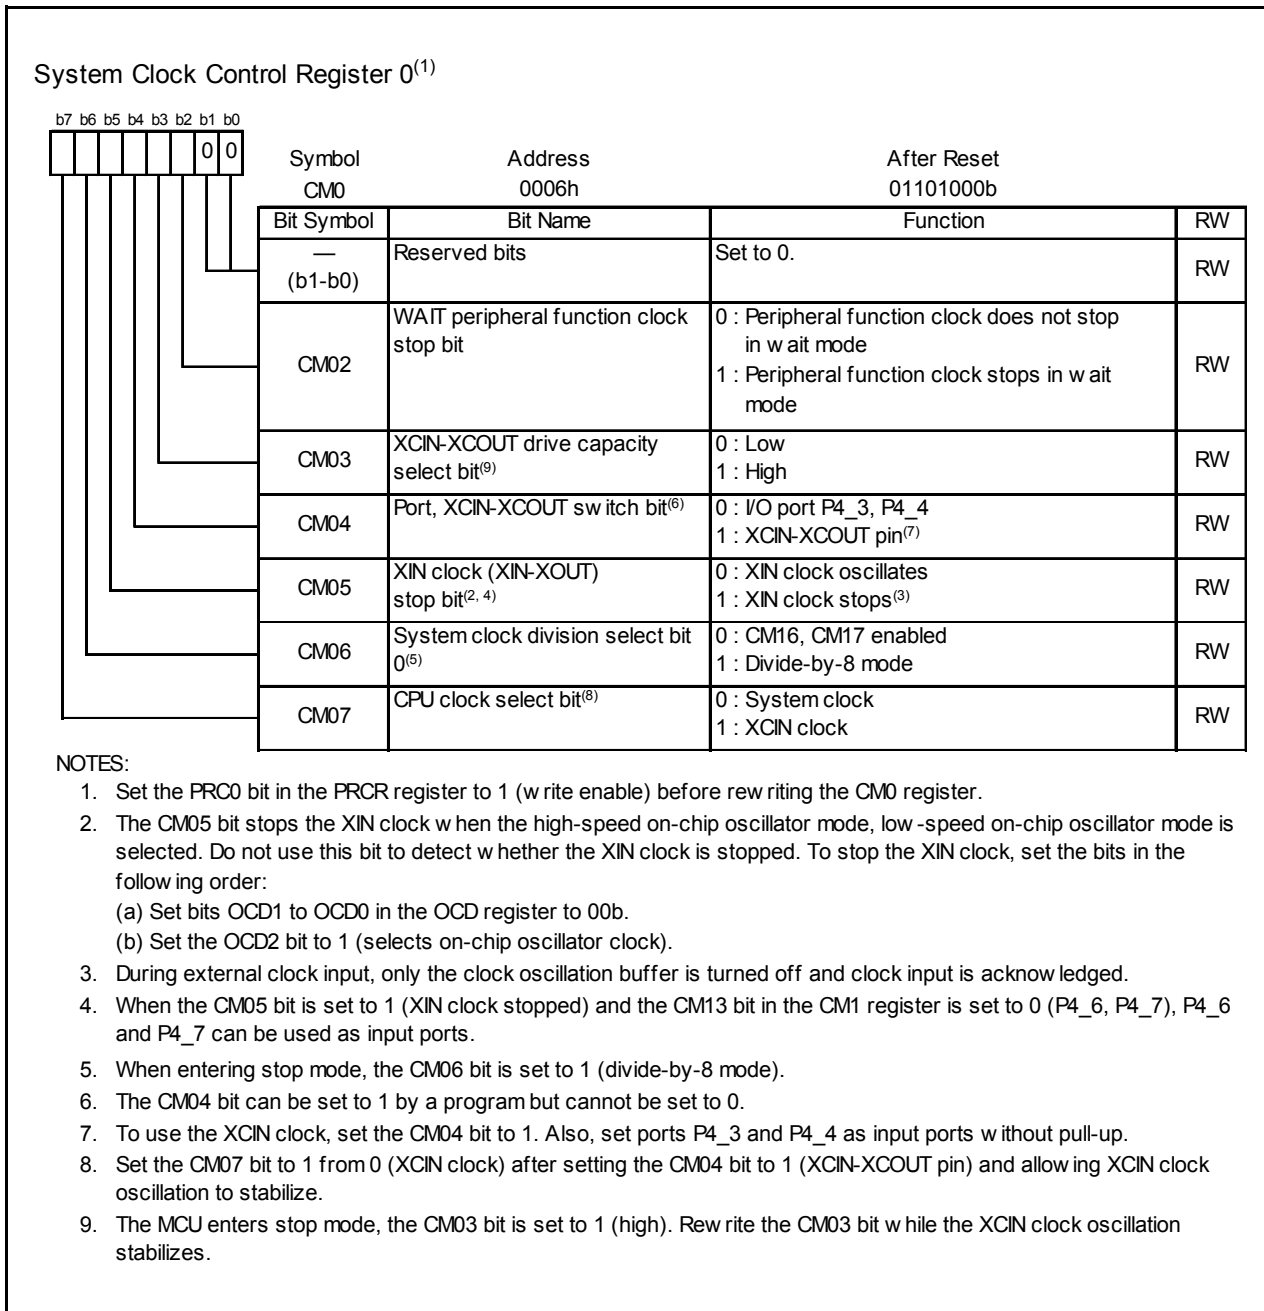 System Clock Control Register 0(1)
b7 b6 b5 b4 b3 b2 b1 b0
0 0
Symbol Address After Reset
CM0 0006h 01101000b
Bit Symbol Bit Name Function RW
— (b1-b0) Reserved bits Set to 0. RW
CM02 WAIT peripheral function clock stop bit
0 : Peripheral function clock does not stop
in wait mode
1 : Peripheral function clock stops in wait
mode
RW
CM03 XCIN-XCOUT drive capacity select bit(9)
0 : Low
1 : High
RW
CM04 Port, XCIN-XCOUT switch bit(6)
0 : I/O port P4_3, P4_4
1 : XCIN-XCOUT pin(7)
RW
CM05 XIN clock (XIN-XOUT) stop bit(2, 4)
0 : XIN clock oscillates
1 : XIN clock stops(3)
RW
CM06 System clock division select bit 0(5)
0 : CM16, CM17 enabled
1 : Divide-by-8 mode
RW
CM07 CPU clock select bit(8)
0 : System clock
1 : XCIN clock
RW
NOTES:
1. Set the PRC0 bit in the PRCR register to 1 (write enable) before rewriting the CM0 register.
2. The CM05 bit stops the XIN clock when the high-speed on-chip oscillator mode, low-speed on-chip oscillator mode is
selected. Do not use this bit to detect whether the XIN clock is stopped. To stop the XIN clock, set the bits in the
following order:
(a) Set bits OCD1 to OCD0 in the OCD register to 00b.
(b) Set the OCD2 bit to 1 (selects on-chip oscillator clock).
3. During external clock input, only the clock oscillation buffer is turned off and clock input is acknowledged.
4. When the CM05 bit is set to 1 (XIN clock stopped) and the CM13 bit in the CM1 register is set to 0 (P4_6, P4_7), P4_6
and P4_7 can be used as input ports.
5. When entering stop mode, the CM06 bit is set to 1 (divide-by-8 mode).
6. The CM04 bit can be set to 1 by a program but cannot be set to 0.
7. To use the XCIN clock, set the CM04 bit to 1. Also, set ports P4_3 and P4_4 as input ports without pull-up.
8. Set the CM07 bit to 1 from 0 (XCIN clock) after setting the CM04 bit to 1 (XCIN-XCOUT pin) and allowing XCIN clock
oscillation to stabilize.
9. The MCU enters stop mode, the CM03 bit is set to 1 (high). Rewrite the CM03 bit while the XCIN clock oscillation
stabilizes.